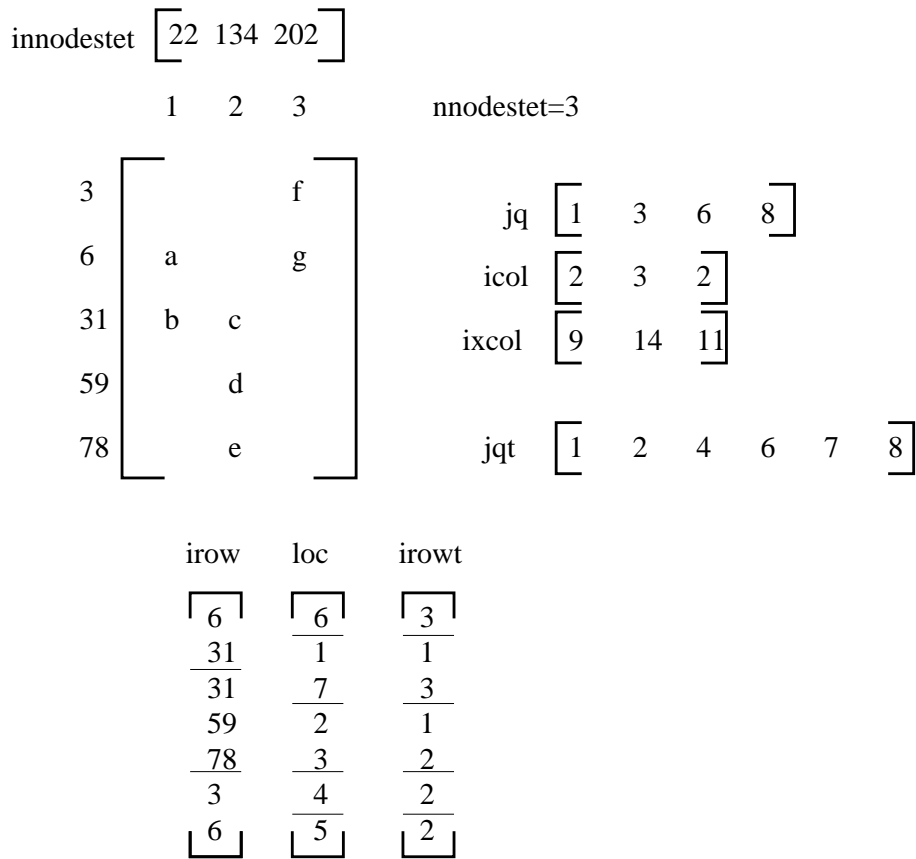 innodestet 22 134 202
1 2 3 nnodestet=3
3 f
jq 1 3 6 8
6 a g
icol 2 3 2
31 b c
ixcol 9 14 11
59 d
78 e
jqt 1 2 4 6 7 8
irow loc irowt
6 6 3
31 1 1
31 7 3
59 2 1
78 3 2
3 4 2
6 5 2